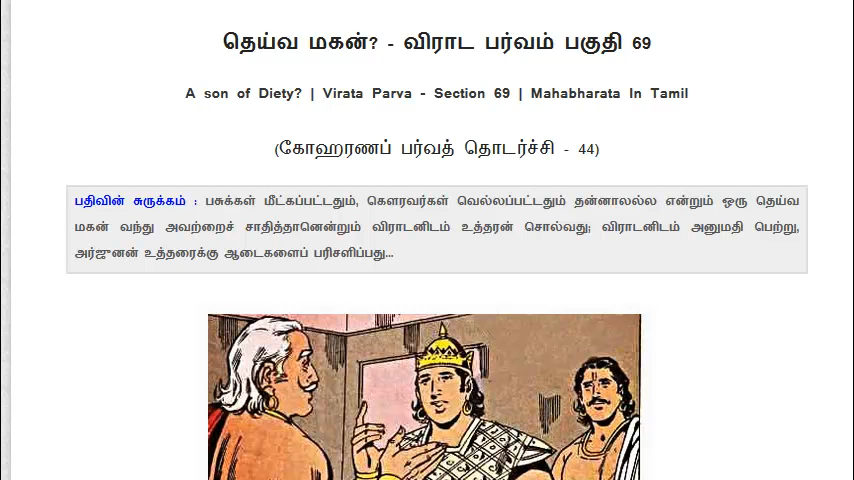 தெய்வ மகன்? - விராட பர்வம் பகுதி 69
A son of Diety? | Virata Parva - Section 69 | Mahabharata In Tamil
(கோஹரணப் பர்வத் தொடர்ச்சி - 44)
பதிவின் சுருக்கம் : பசுக்கள் மீட்கப்பட்டதும், கௌரவர்கள் வெல்லப்பட்டதும் தன்னாலல்ல என்றும் ஒரு தெய்வ
மகன் வந்து அவற்றைச் சாதித்தானென்றும் விராடனிடம் உத்தரன் சொல்வது; விராடனிடம் அனுமதி பெற்று,
அர்ஜுனன் உத்தரைக்கு ஆடைகளைப் பரிசளிப்பது...